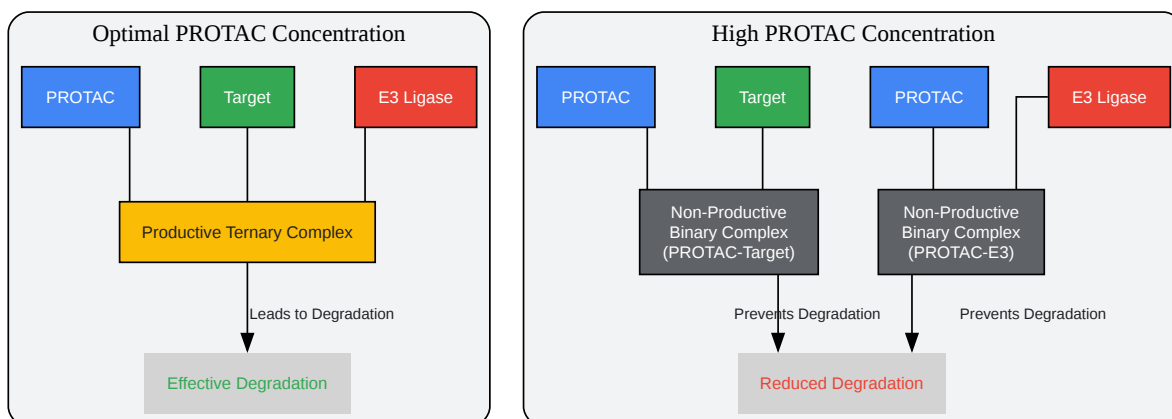 Optimal PROTAC Concentration
PROTAC
Target
E3 Ligase
Productive Ternary Complex
Leads to Degradation
Effective Degradation
High PROTAC Concentration
PROTAC
Target
PROTAC
E3 Ligase
Non-Productive
Binary Complex
(PROTAC-Target)
Non-Productive
Binary Complex
(PROTAC-E3)
Prevents Degradation
Prevents Degradation
Reduced Degradation